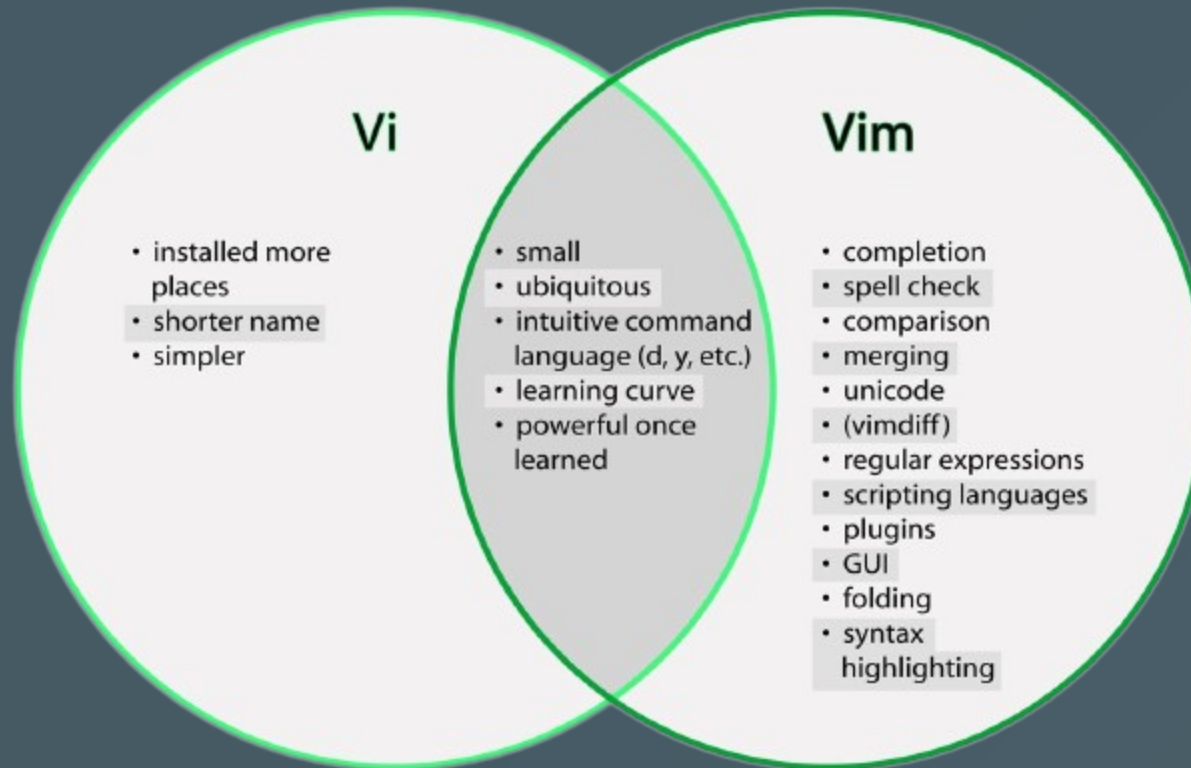 Vi
• installed more
places
• shorter name
• simpler
• small
• ubiquitous
• intuitive command
language (d, y, etc.)
• learning curve
• powerful once
learned
Vim
• completion
• spell check
• comparison
• merging
• unicode
• (vimdiff)
• regular expressions
• scripting languages
• plugins
• GUI
• folding
• syntax
highlighting